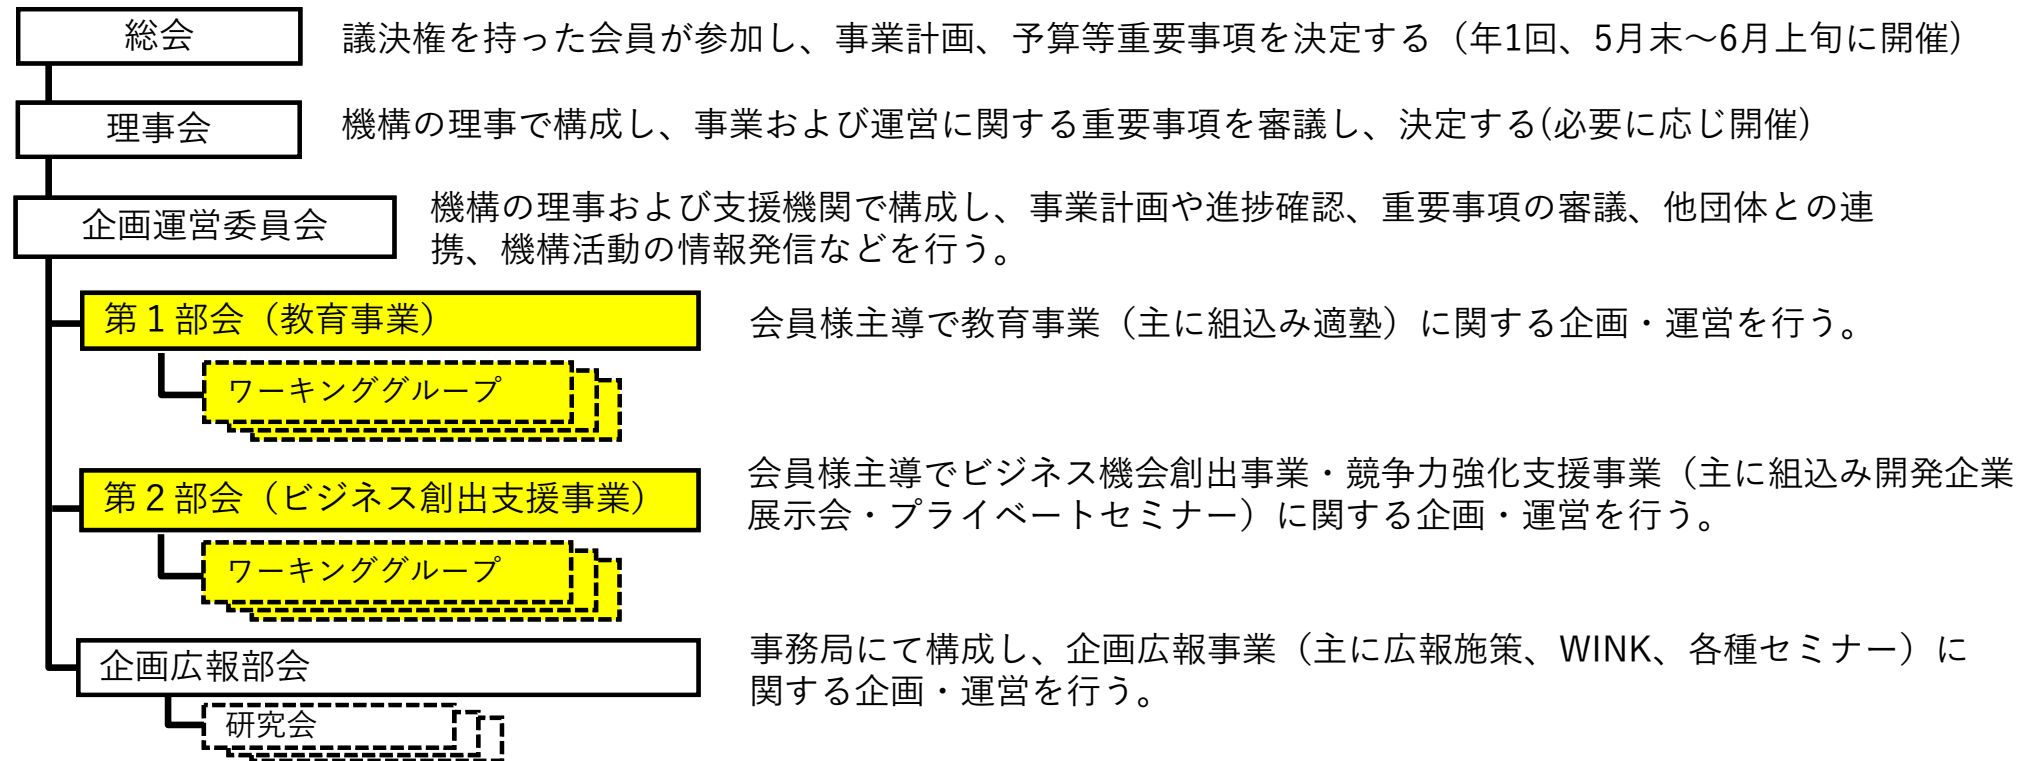 総会
議決権を持った会員が参加し、事業計画、予算等重要事項を決定する（年1回、5月末～6月上旬に開催）
理事会
機構の理事で構成し、事業および運営に関する重要事項を審議し、決定する(必要に応じ開催)
企画運営委員会
機構の理事および支援機関で構成し、事業計画や進捗確認、重要事項の審議、他団体との連
携、機構活動の情報発信などを行う。
第１部会（教育事業）
会員様主導で教育事業（主に組込み適塾）に関する企画・運営を行う。
ワーキンググループ
第２部会（ビジネス創出支援事業）
会員様主導でビジネス機会創出事業・競争力強化支援事業（主に組込み開発企業
展示会・プライベートセミナー）に関する企画・運営を行う。
ワーキンググループ
企画広報部会
事務局にて構成し、企画広報事業（主に広報施策、WINK、各種セミナー）に
関する企画・運営を行う。
研究会